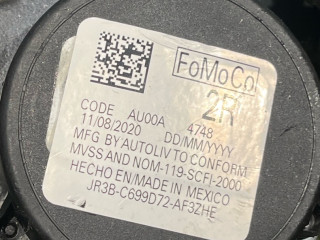 FoMoCo
2R
CODE AU00A 4748
11/08/2020 DD/MM/YYYY
MFG BY AUTOLIV TO CONFORM
MVSS AND NOM-119-SCFI-2000
HECHO EN/MADE IN MEXICO
JR3B-C699D72-AF3ZHE